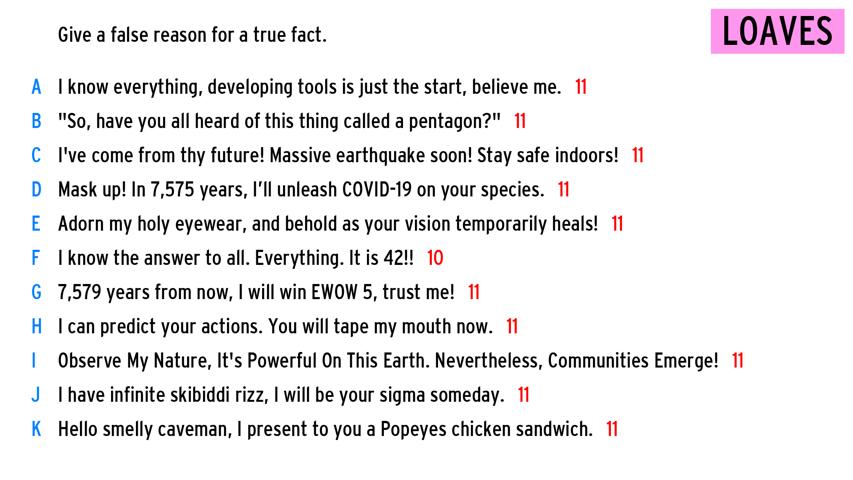 Give a false reason for a true fact.
LOAVES
A I know everything, developing tools is just the start, believe me. 11
B "So, have you all heard of this thing called a pentagon?" 11
C I've come from thy future! Massive earthquake soon! Stay safe indoors! 11
D Mask up! In 7,575 years, I'll unleash COVID-19 on your species. 11
E Adorn my holy eyewear, and behold as your vision temporarily heals! 11
F I know the answer to all. Everything. It is 42!! 10
G 7,579 years from now, I will win EWOW 5, trust me! 11
H I can predict your actions. You will tape my mouth now. 11
I Observe My Nature, It's Powerful On This Earth. Nevertheless, Communities Emerge! 11
J I have infinite skibiddi rizz, I will be your sigma someday. 11
K Hello smelly caveman, I present to you a Popeyes chicken sandwich. 11